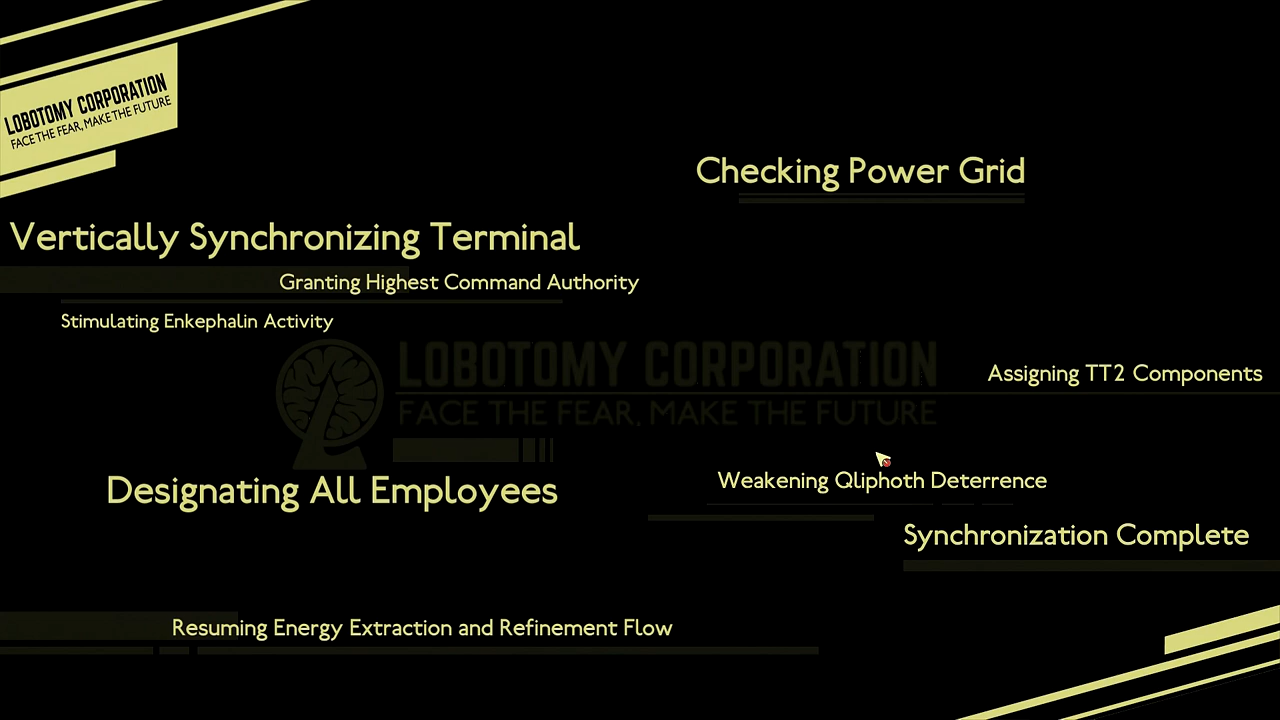 LOBOTOMY CORPORATION
FACE THE FEAR, MAKE THE FUTURE
Checking Power Grid
Vertically Synchronizing Terminal
Granting Highest Command Authority
Stimulating Enkephalin Activity
LOBOTOMY CORPORATION
FACE THE FEAR, MAKE THE FUTURE
Assigning TT2 Components
Designating All Employees
Weakening Qliphoth Deterrence
Synchronization Complete
Resuming Energy Extraction and Refinement Flow